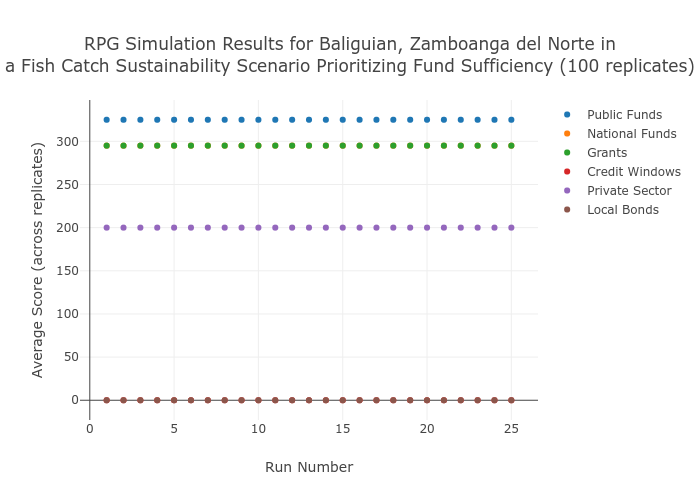 RPG Simulation Results for Baliguian, Zamboanga del Norte in
a Fish Catch Sustainability Scenario Prioritizing Fund Sufficiency (100 replicates)
Average Score (across replicates)
300
250
200
150
100
50
0
0 5 10 15 20 25
Run Number
Public Funds
National Funds
Grants
Credit Windows
Private Sector
Local Bonds